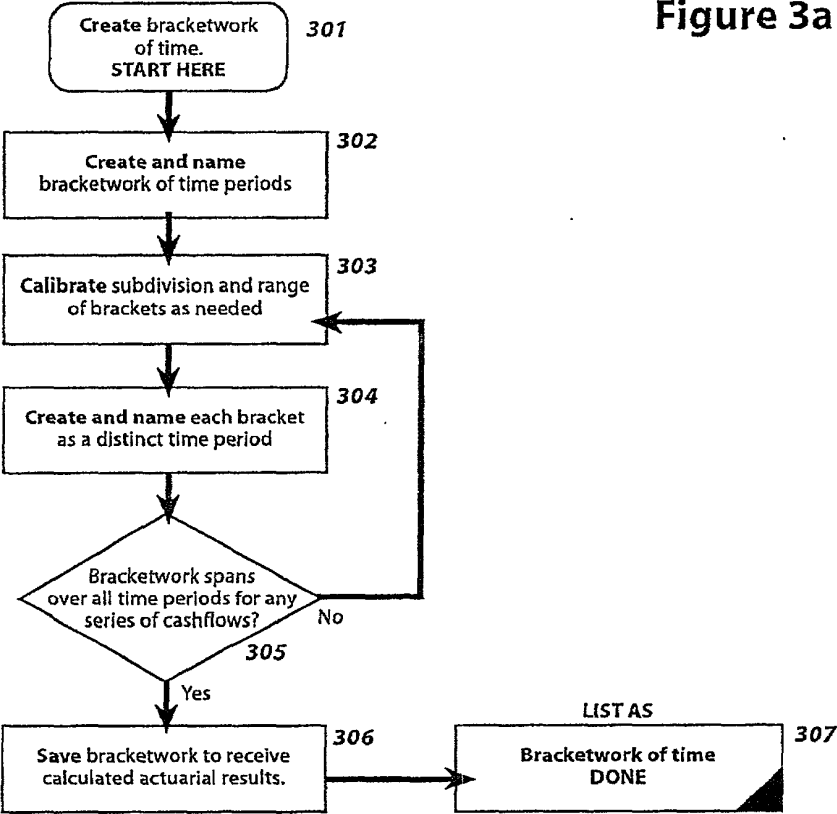 Figure 3a
Create bracketwork
of time.
START HERE
301
302
Create and name
bracketwork of time periods
303
Calibrate subdivision and range
of brackets as needed
304
Create and name each bracket
as a distinct time period
Bracketwork spans
over all time periods for any
series of cashflows?
No
305
Yes
306
Save bracketwork to receive
calculated actuarial results.
LIST AS
307
Bracketwork of time
DONE